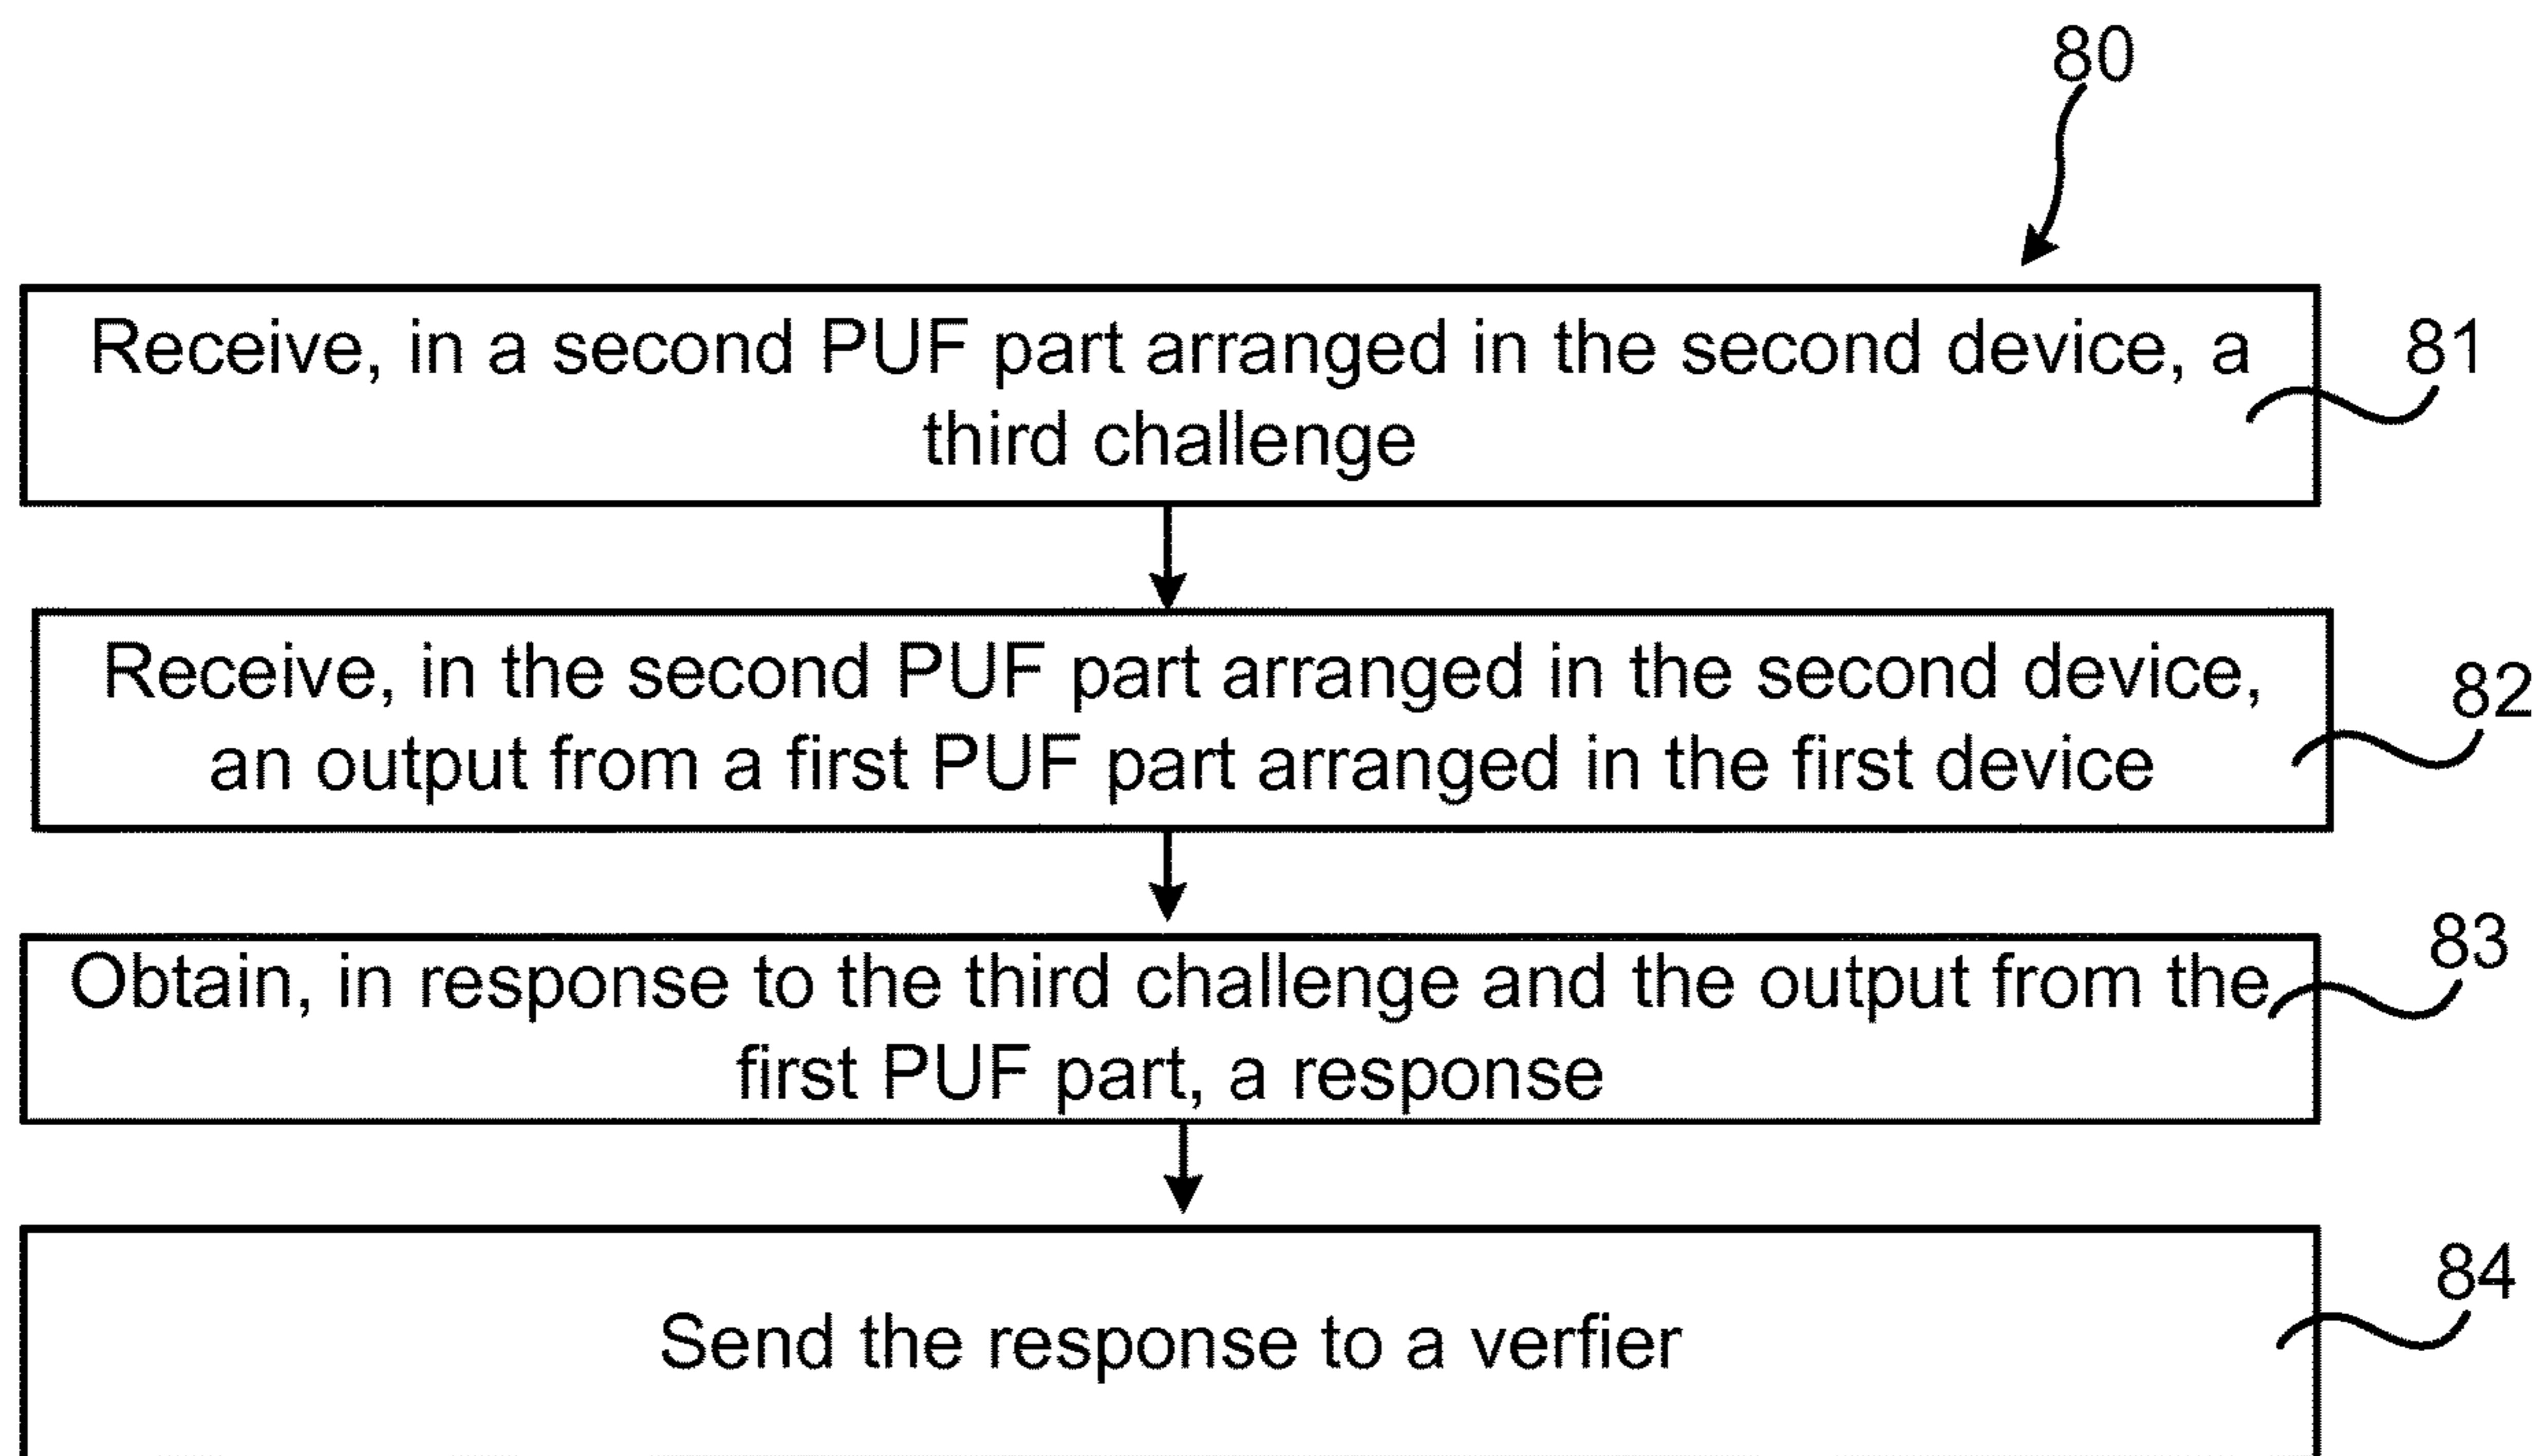 80
Receive, in a second PUF part arranged in the second device, a
third challenge
81
Receive, in the second PUF part arranged in the second device,
an output from a first PUF part arranged in the first device
82
Obtain, in response to the third challenge and the output from the
first PUF part, a response
83
Send the response to a verfier
84